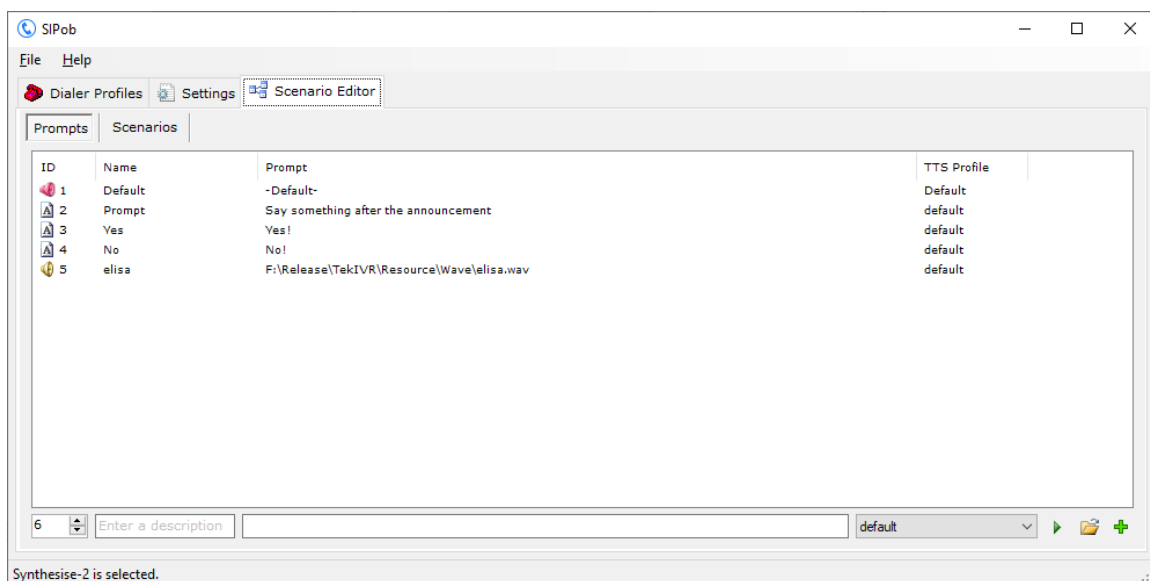 SIPob
File Help
Dialer Profiles Settings Scenario Editor
Prompts Scenarios
ID Name Prompt TTS Profile
1 Default -Default- Default
2 Prompt Say something after the announcement default
3 Yes Yes! default
4 No No! default
5 elisa F:\Release\TekIVR\Resource\Wave\elisa.wav default
6 Enter a description default
Synthesise-2 is selected.